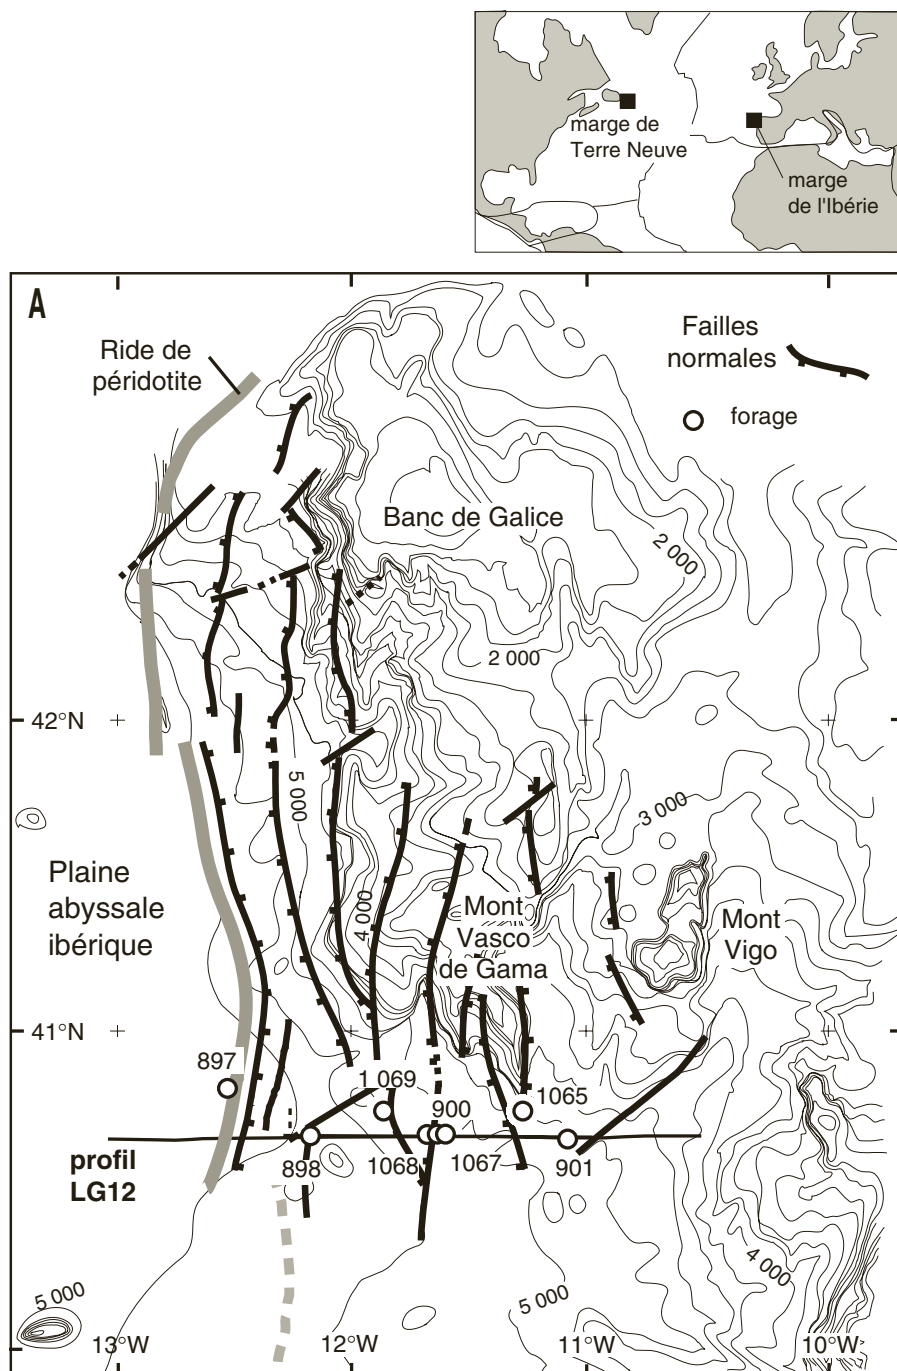 marge de
Terre Neuve
marge
de l'Ibérie
A
Ride de
péridotite
Failles
normales
forage
Banc de Galice
2 000
2 000
42°N
5 000
3 000
Plaine
abyssale
ibérique
4 000
Mont
Vasco
de Gama
Mont
Vigo
41°N
897
1 069
1065
900
profil
LG12
898
1068
1067
901
4 000
5 000
5 000
13°W
12°W
11°W
10°W